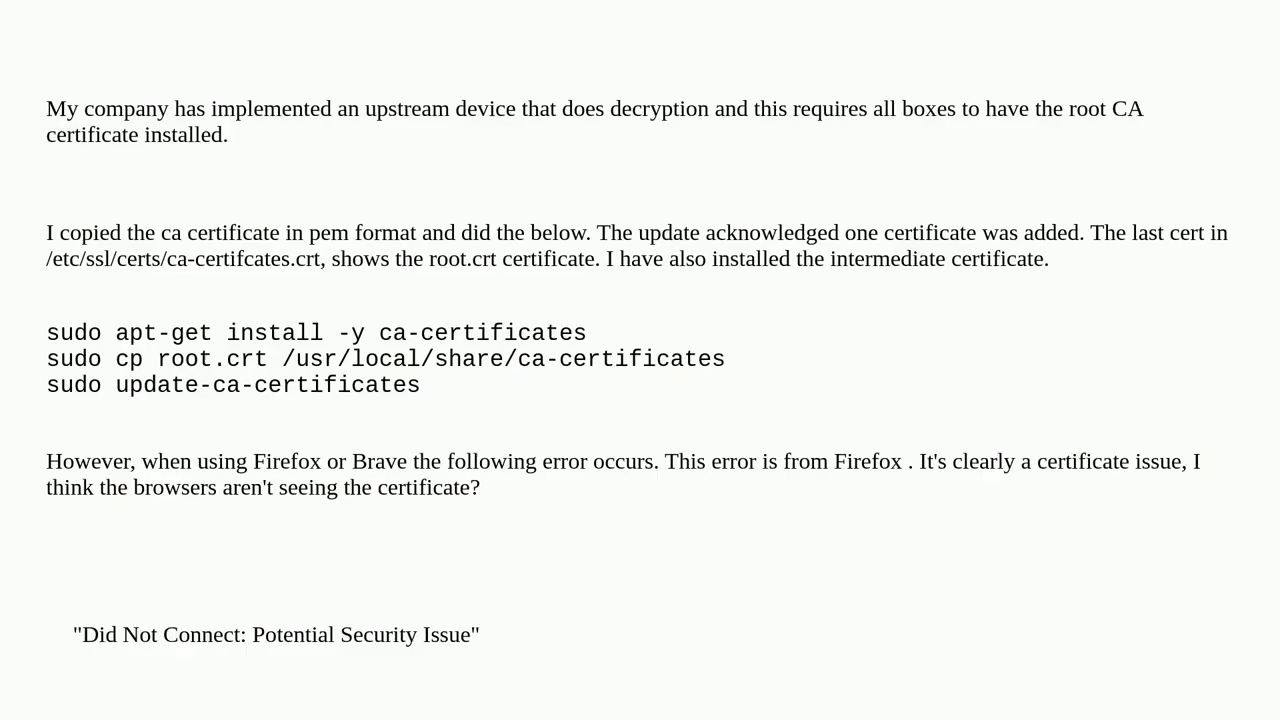 My company has implemented an upstream device that does decryption and this requires all boxes to have the root CA
certificate installed.
I copied the ca certificate in pem format and did the below. The update acknowledged one certificate was added. The last cert in
/etc/ssl/certs/ca-certifcates.crt, shows the root.crt certificate. I have also installed the intermediate certificate.
sudo apt-get install -y ca-certificates
sudo cp root.crt /usr/local/share/ca-certificates
sudo update-ca-certificates
However, when using Firefox or Brave the following error occurs. This error is from Firefox . It's clearly a certificate issue, I
think the browsers aren't seeing the certificate?
"Did Not Connect: Potential Security Issue"